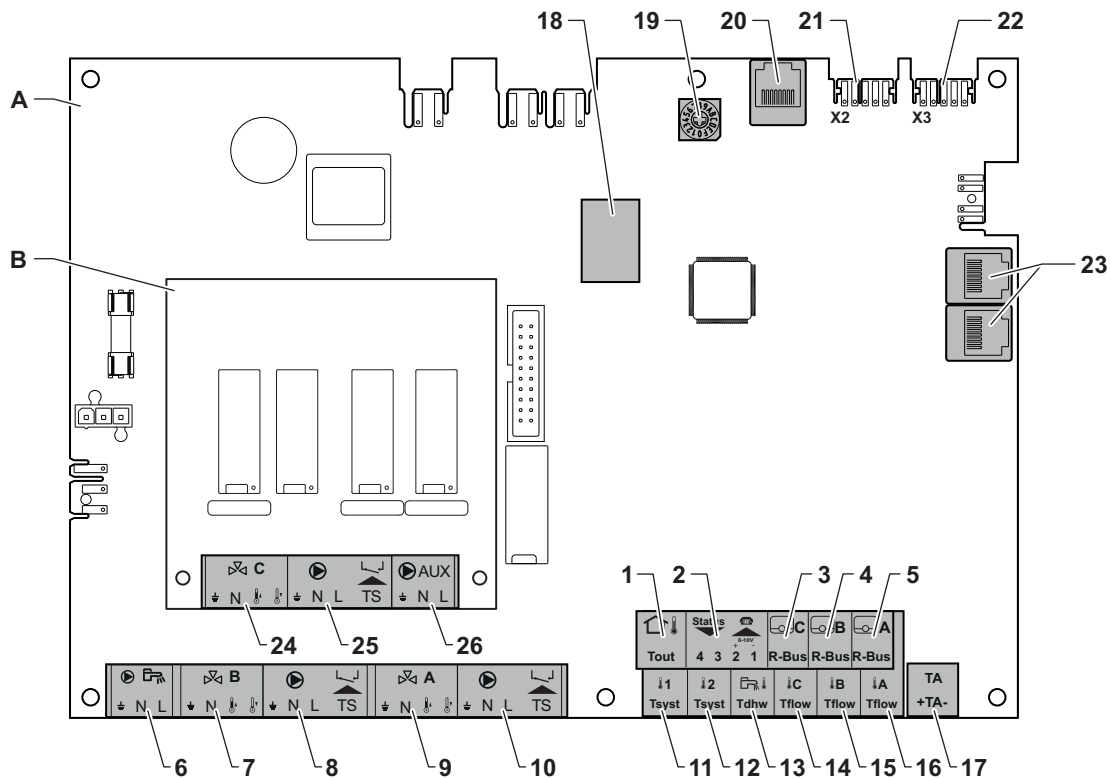 18 19 20 21 22
A
X2 X3
23
B
1 2 3 4 5
C
N
N L TS
AUX
N L
24 25 26
Tout
Status
4 3
0-10V
+ -
2 1
C
R-Bus
B
R-Bus
A
R-Bus
N L
B
N
N L TS
A
N
N L TS
1
Tsyst
2
Tsyst
Tdhw
C
Tflow
B
Tflow
A
Tflow
TA
+TA-
6 7 8 9 10 11 12 13 14 15 16 17